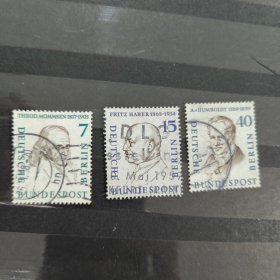 THEOD. MOMMSEN 1817-1903
7
DEUTSCHE
BUNDESPOST
BERLIN
FRITZ HABER 1868-1934
15
DEUTSCHE
BUNDESPOST
BERLIN
A.v.HUMBOLDT 1769-1859
40
DEUTSCHE
BUNDESPOST
BERLIN